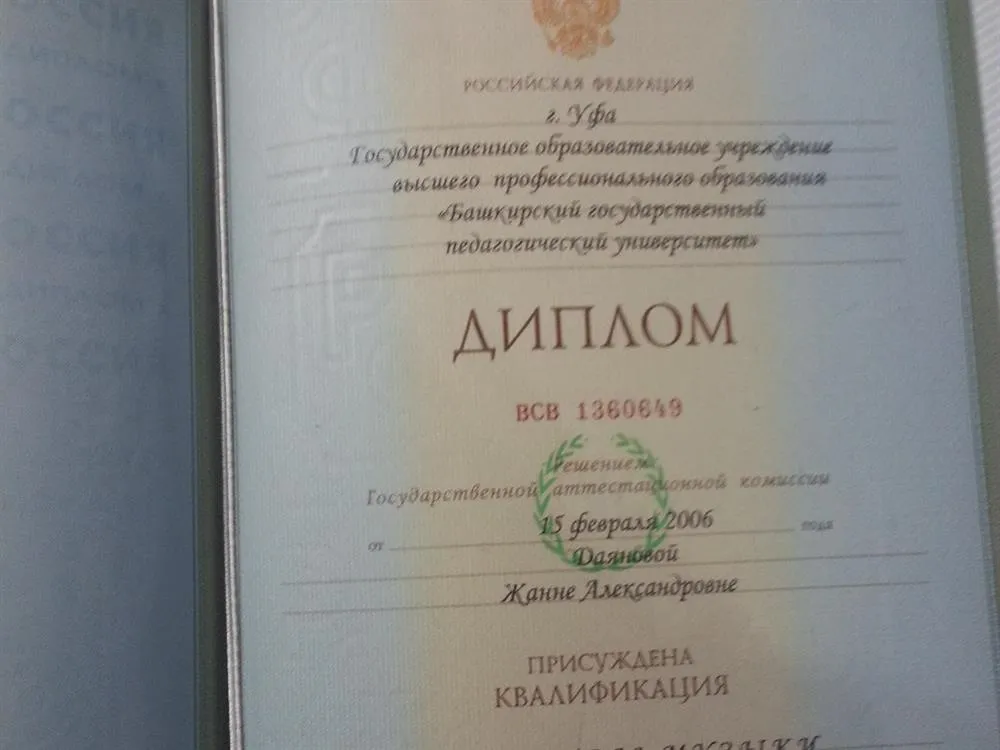 РОССИЙСКАЯ ФЕДЕРАЦИЯ
г. Уфа
Государственное образовательное учреждение
высшего профессионального образования
«Башкирский государственный
педагогический университет»
ДИПЛОМ
ВСВ 1360649
Решением
Государственной аттестационной комиссии
от 15 февраля 2006 года
Даяновой
Жанне Александровне
ПРИСУЖДЕНА
КВАЛИФИКАЦИЯ
музыки